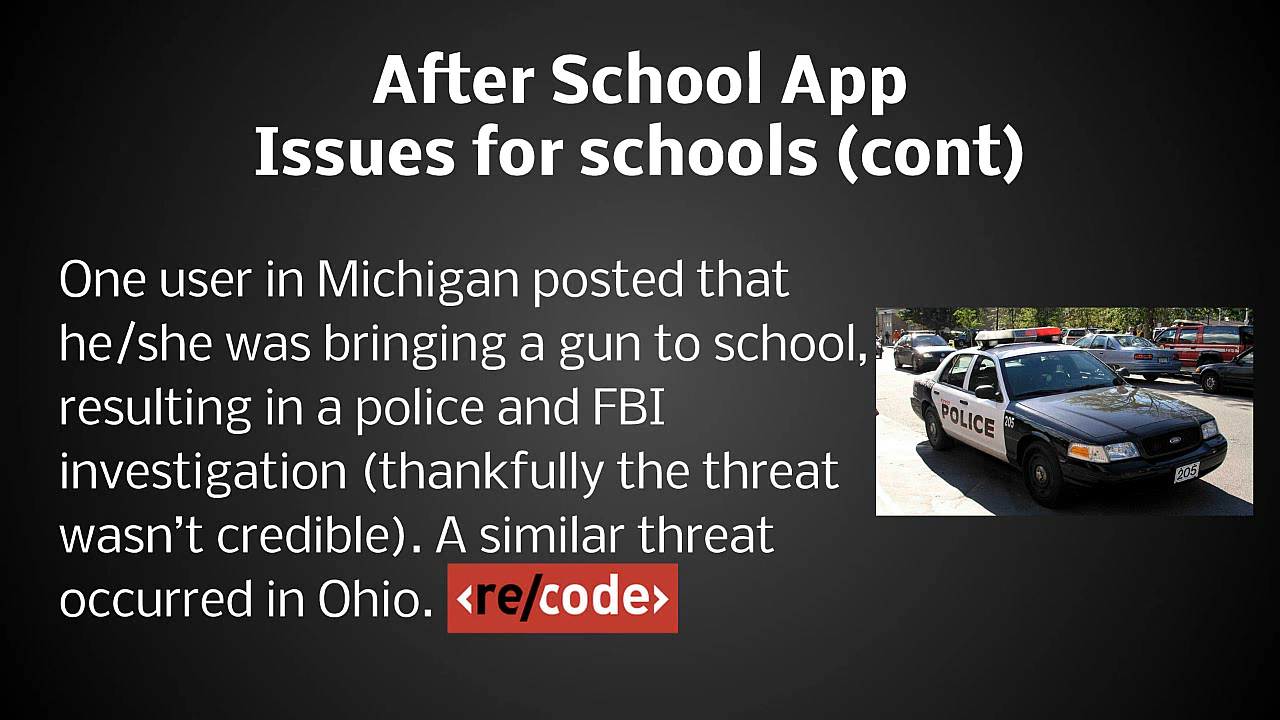 After School App
Issues for schools (cont)
One user in Michigan posted that
he/she was bringing a gun to school,
resulting in a police and FBI
investigation (thankfully the threat
wasn’t credible). A similar threat
occurred in Ohio. <re/code>
POLICE
205
205